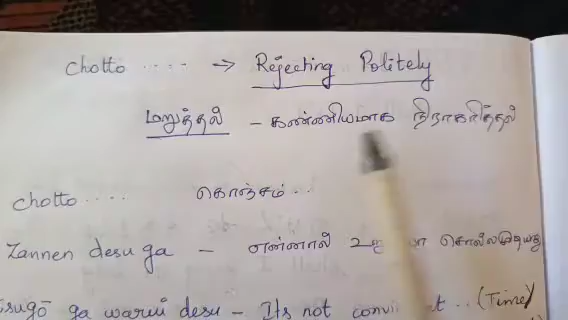 chotto .... → Rejecting Politely
மறுத்தல் - கண்ணியமாக நிராகரித்தல்
chotto .... கொஞ்சம்..
Zannen desu ga - என்னால்
ga warui desu - Its not .. (Time)